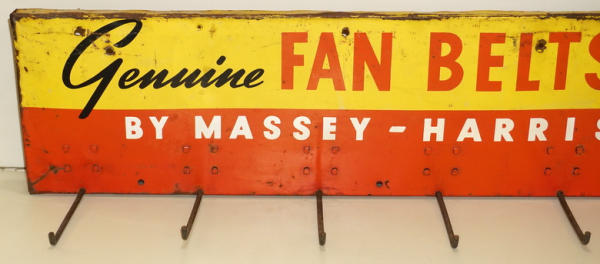 Genuine FAN BELTS
BY MASSEY-HARRIS